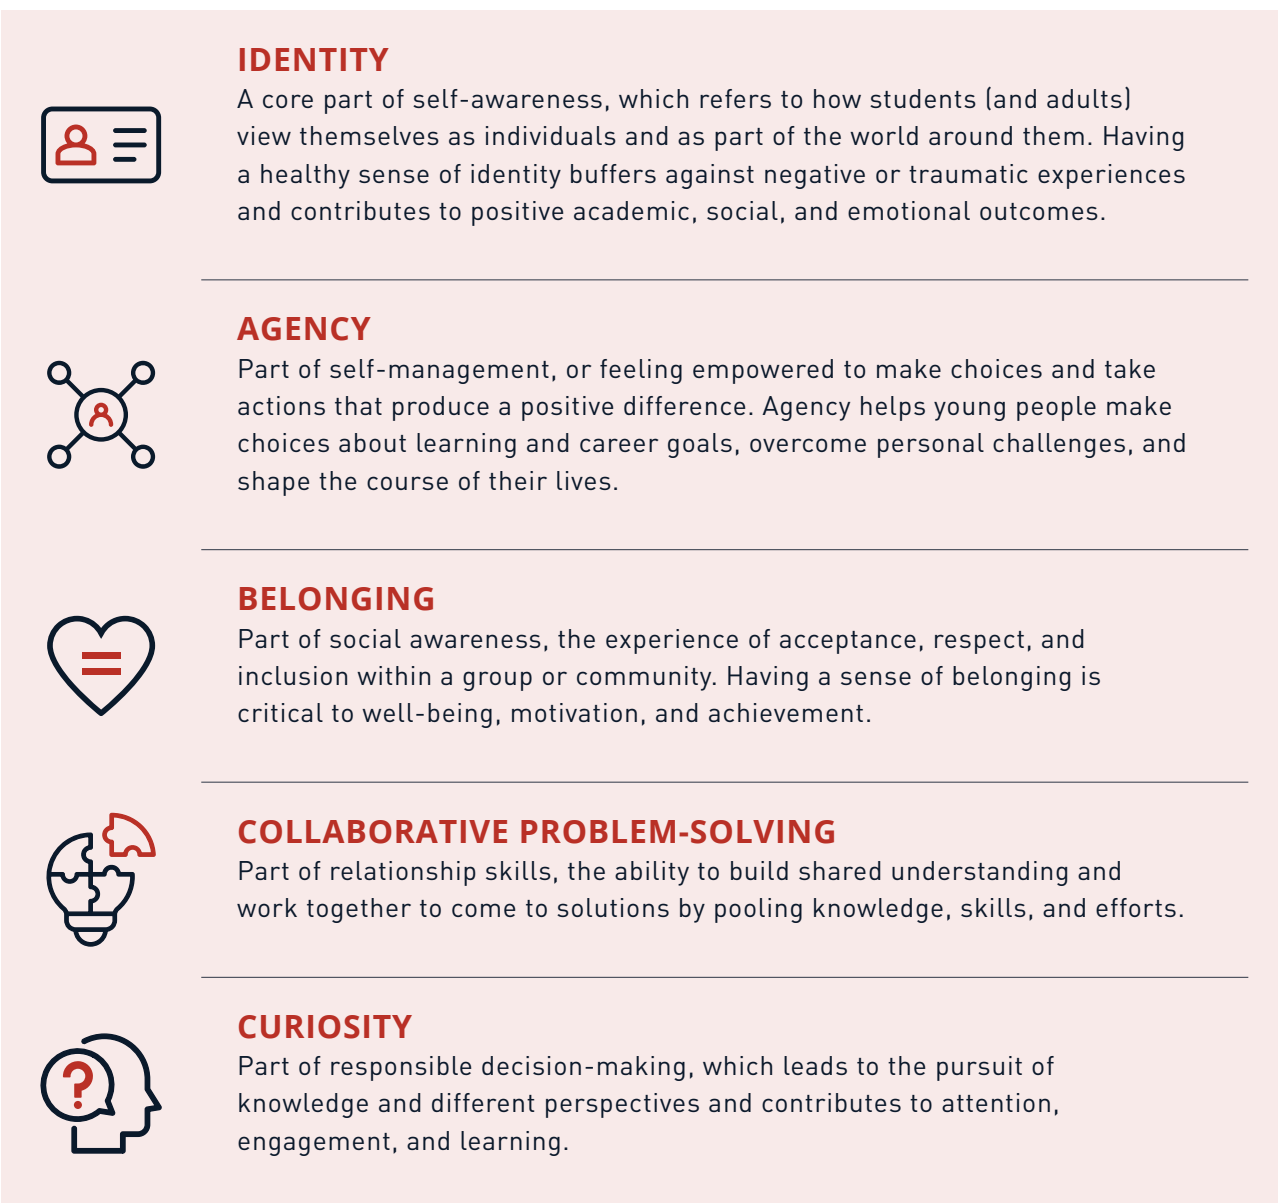 IDENTITY
A core part of self-awareness, which refers to how students (and adults)
view themselves as individuals and as part of the world around them. Having
a healthy sense of identity buffers against negative or traumatic experiences
and contributes to positive academic, social, and emotional outcomes.
AGENCY
Part of self-management, or feeling empowered to make choices and take
actions that produce a positive difference. Agency helps young people make
choices about learning and career goals, overcome personal challenges, and
shape the course of their lives.
BELONGING
Part of social awareness, the experience of acceptance, respect, and
inclusion within a group or community. Having a sense of belonging is
critical to well-being, motivation, and achievement.
COLLABORATIVE PROBLEM-SOLVING
Part of relationship skills, the ability to build shared understanding and
work together to come to solutions by pooling knowledge, skills, and efforts.
CURIOSITY
Part of responsible decision-making, which leads to the pursuit of
knowledge and different perspectives and contributes to attention,
engagement, and learning.